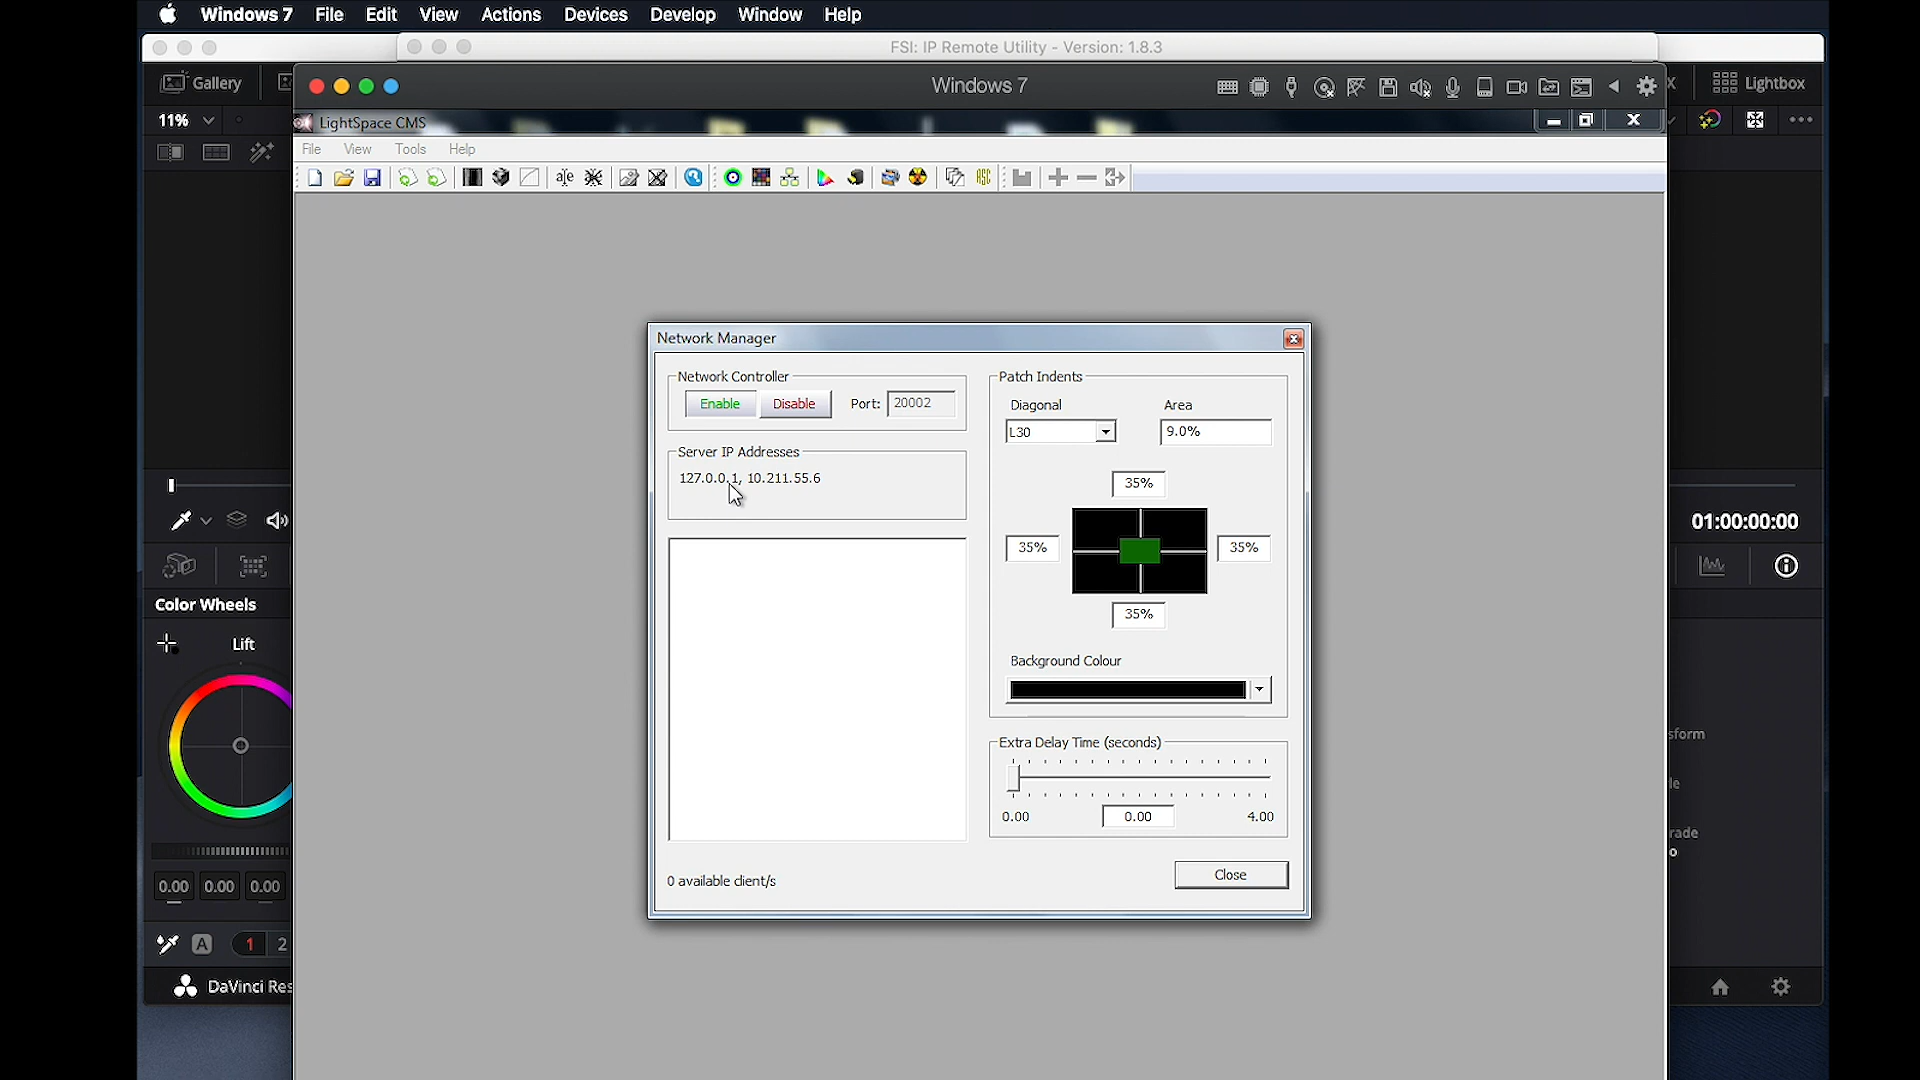 Windows 7 File Edit View Actions Devices Develop Window Help
FSI: IP Remote Utility - Version: 1.8.3
Gallery
Windows 7
X
Lightbox
11%
LightSpace CMS
File View Tools Help
Network Manager
Network Controller
Enable Disable Port: 20002
Server IP Addresses
127.0.0.1, 10.211.55.6
0 available client/s
Patch Indents
Diagonal Area
L30 9.0%
35%
35% 35%
35%
Background Colour
Extra Delay Time (seconds)
0.00 0.00 4.00
Close
01:00:00:00
Color Wheels
Lift
0.00 0.00 0.00
A 1 2
DaVinci Res
sform
le
rade
o